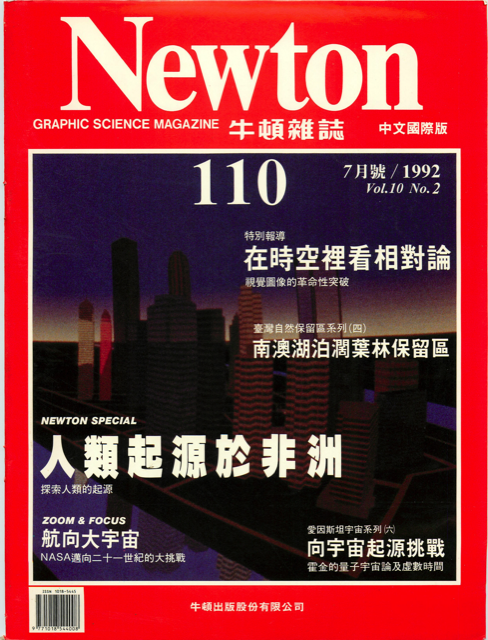 Newton
GRAPHIC SCIENCE MAGAZINE 牛頓雜誌 中文國際版
110
7月號 / 1992
Vol.10 No.2
特別報導
在時空裡看相對論
視覺圖像的革命性突破
臺灣自然保留區系列(四)
南澳湖泊濶葉林保留區
NEWTON SPECIAL
人類起源於非洲
探索人類的起源
ZOOM & FOCUS
航向大宇宙
NASA邁向二十一世紀的大挑戰
愛因斯坦宇宙系列(六)
向宇宙起源挑戰
霍金的量子宇宙論及虛數時間
ISSN 1018-5445
9 771018 544008
牛頓出版股份有限公司